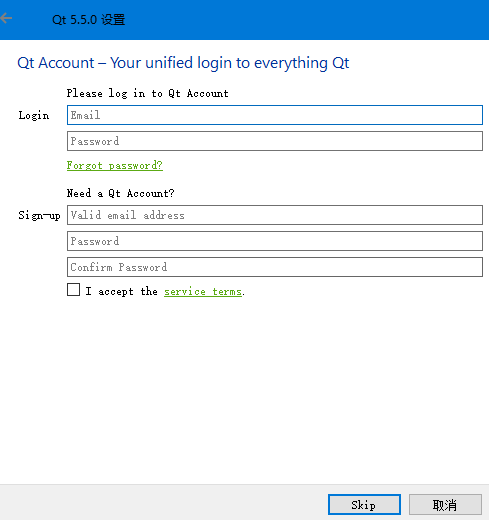 Qt 5.5.0 设置
Qt Account – Your unified login to everything Qt
Please log in to Qt Account
Login
Email
Password
Forgot password?
Need a Qt Account?
Sign-up
Valid email address
Password
Confirm Password
I accept the service terms.
Skip
取消